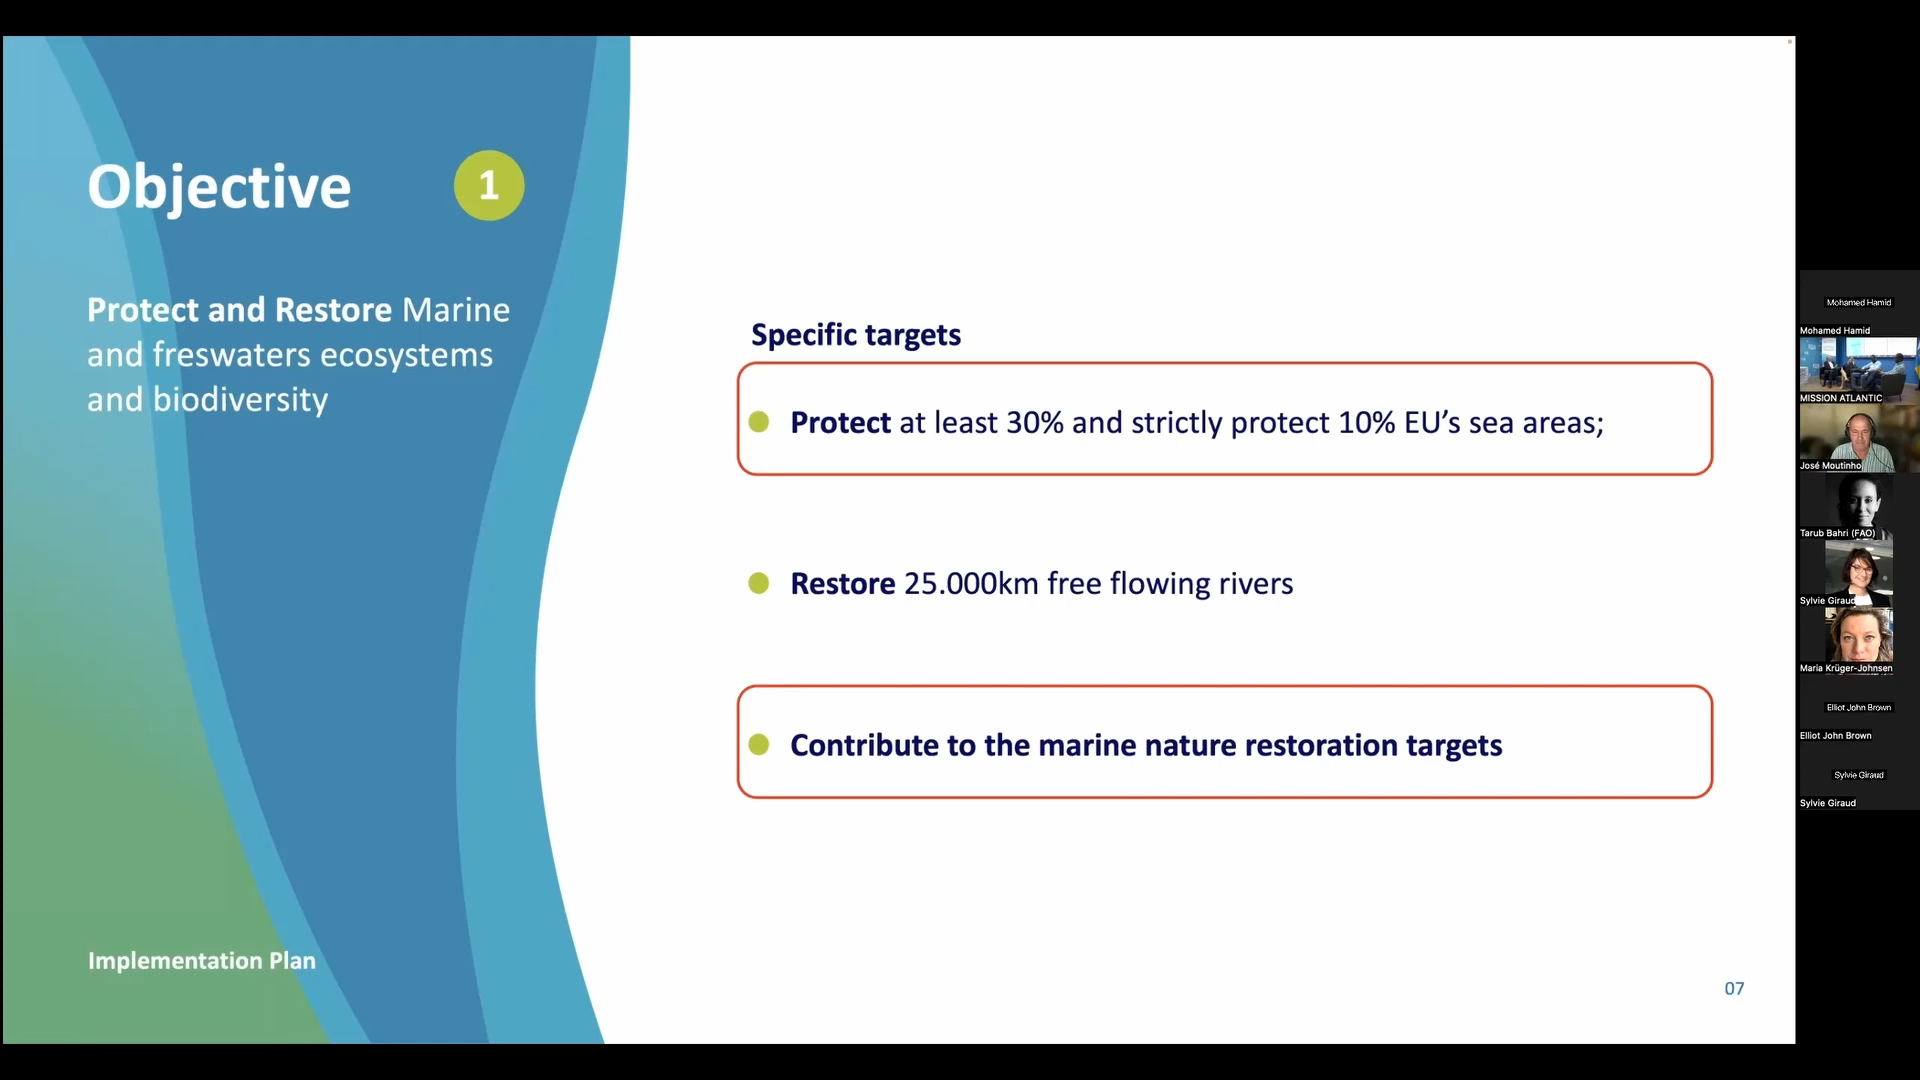 Objective 1
Protect and Restore Marine
and freswaters ecosystems
and biodiversity
Implementation Plan
Specific targets
Protect at least 30% and strictly protect 10% EU’s sea areas;
Restore 25.000km free flowing rivers
Contribute to the marine nature restoration targets
07
Mohamed Hamid
Mohamed Hamid
MISSION ATLANTIC
José Moutinho
Tarub Bahri (FAO)
Sylvie Giraud
Maria Krüger-Johnsen
Elliot John Brown
Elliot John Brown
Sylvie Giraud
Sylvie Giraud